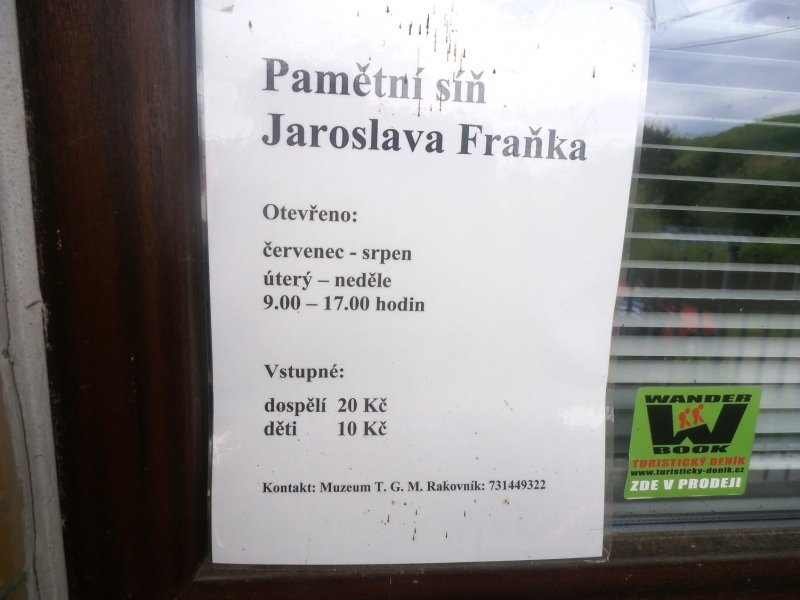 Pamětní síň
Jaroslava Fraňka
Otevřeno:
červenec - srpen
úterý – neděle
9.00 – 17.00 hodin
Vstupné:
dospělí 20 Kč
děti 10 Kč
Kontakt: Muzeum T. G. M. Rakovník: 731449322
WANDER
W
BOOK
TURISTICKÝ DENÍK
www.turisticky-denik.cz
ZDE V PRODEJI